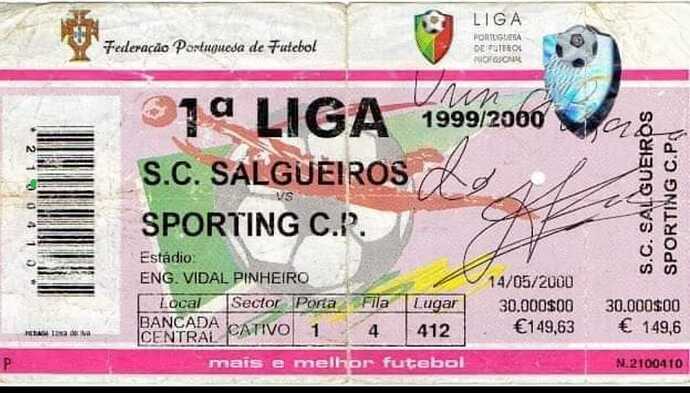 Federação Portuguesa de Futebol
LIGA
PORTUGUESA
DE FUTEBOL
PROFISSIONAL
1ª LIGA
1999/2000
S.C. SALGUEIROS
vs
SPORTING C.P.
Estádio:
ENG. VIDAL PINHEIRO
14/05/2000
Local Sector Porta Fila Lugar
BANCADA CENTRAL CATIVO 1 4 412
30.000$00
€149,63
30.000$00
€ 149,6
S.C. SALGUEIROS
SPORTING C.P.
*2100410*
P
mais e melhor futebol
N.2100410